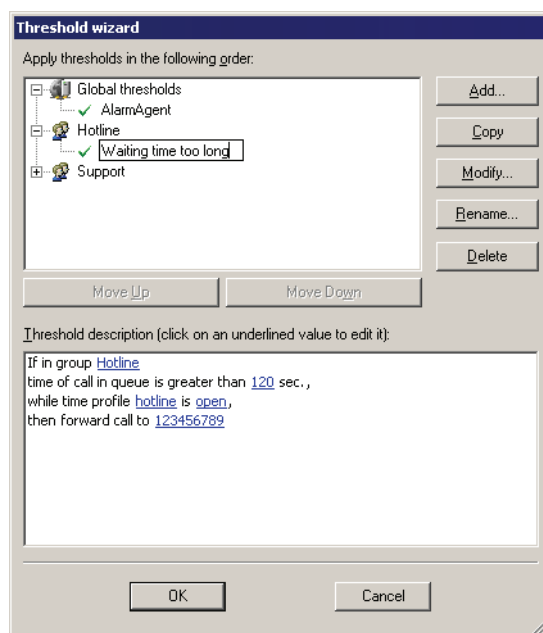 Threshold wizard
Apply thresholds in the following order:
Global thresholds
AlarmAgent
Hotline
Waiting time too long
Support
Add...
Copy
Modify...
Rename...
Delete
Move Up
Move Down
Threshold description (click on an underlined value to edit it):
If in group Hotline
time of call in queue is greater than 120 sec.,
while time profile hotline is open,
then forward call to 123456789
OK
Cancel